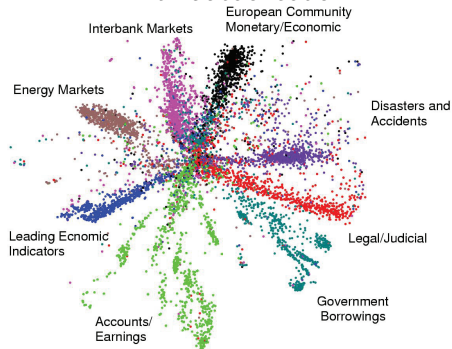 European Community
Monetary/Economic
Interbank Markets
Energy Markets
Disasters and
Accidents
Leading Ecnomic
Indicators
Legal/Judicial
Government
Borrowings
Accounts/
Earnings